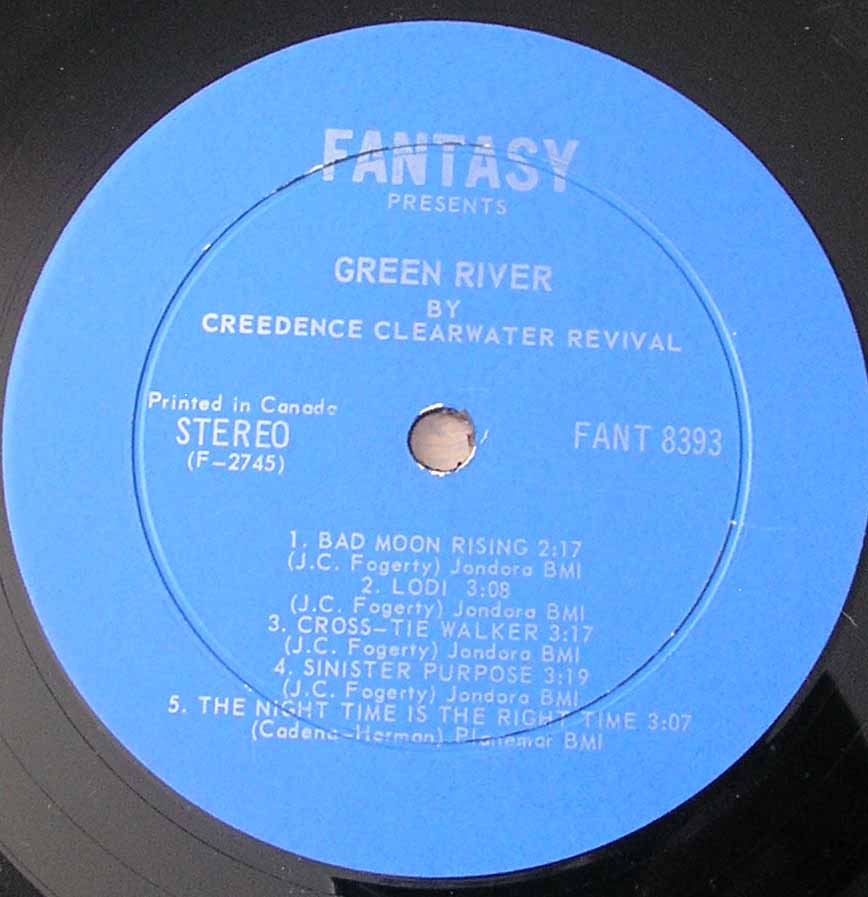 FANTASY
PRESENTS
GREEN RIVER
BY
CREEDENCE CLEARWATER REVIVAL
Printed in Canada
STEREO
(F-2745)
FANT 8393
1. BAD MOON RISING 2:17
(J.C. Fogerty) Jondora BMI
2. LODI 3:08
(J.C. Fogerty) Jondora BMI
3. CROSS-TIE WALKER 3:17
(J.C. Fogerty) Jondora BMI
4. SINISTER PURPOSE 3:19
(J.C. Fogerty) Jondora BMI
5. THE NIGHT TIME IS THE RIGHT TIME 3:07
(Cadena-Herman) Planemar BMI